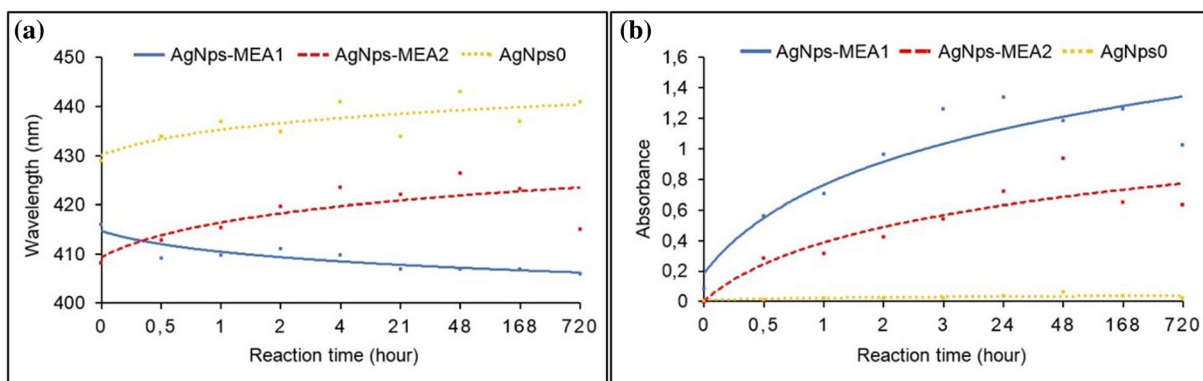 (a)
450
AgNps-MEA1 AgNps-MEA2 AgNps0
440
430
420
410
400
Wavelength (nm)
0 0,5 1 2 4 21 48 168 720
Reaction time (hour)
(b)
1,6
AgNps-MEA1 AgNps-MEA2 AgNps0
1,4
1,2
1
0,8
0,6
0,4
0,2
0
Absorbance
0 0,5 1 2 3 24 48 168 720
Reaction time (hour)